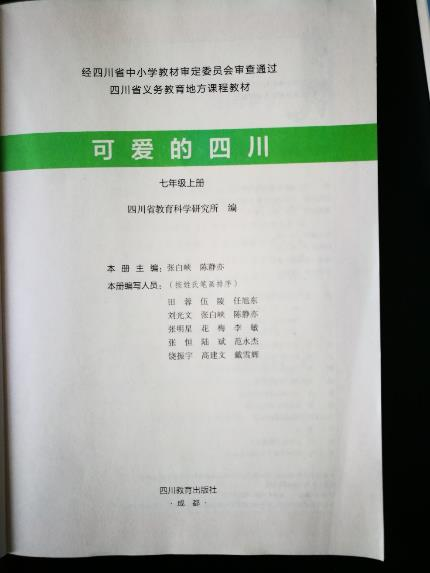 经四川省中小学教材审定委员会审查通过
四川省义务教育地方课程教材
可爱的四川
七年级上册
四川省教育科学研究所 编
本册主编：张白峡 陈静亦
本册编写人员：（按姓氏笔画排序）
田 蓉 伍 陵 任旭东
刘光文 张白峡 陈静亦
张明星 花 梅 李 敏
张 恒 陆 斌 范水杰
饶振宇 高建文 戴雪辉
四川教育出版社
·成都·